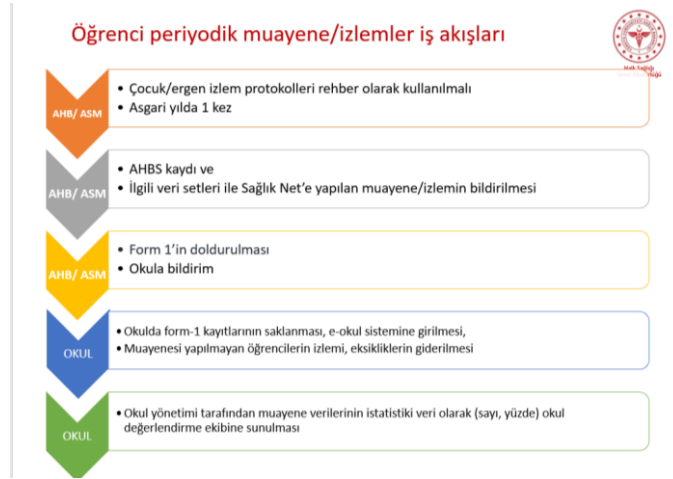 Öğrenci periyodik muayene/izlemler iş akışları
Halk Sağlığı
AHB/ ASM
• Çocuk/ergen izlem protokolleri rehber olarak kullanılmalı
• Asgari yılda 1 kez
AHB/ ASM
• AHBS kaydı ve
• İlgili veri setleri ile Sağlık Net'e yapılan muayene/izlemin bildirilmesi
AHB/ ASM
• Form 1'in doldurulması
• Okula bildirim
OKUL
• Okulda form-1 kayıtlarının saklanması, e-okul sistemine girilmesi,
• Muayenesi yapılmayan öğrencilerin izlemi, eksikliklerin giderilmesi
OKUL
• Okul yönetimi tarafından muayene verilerinin istatistiki veri olarak (sayı, yüzde) okul
değerlendirme ekibine sunulması